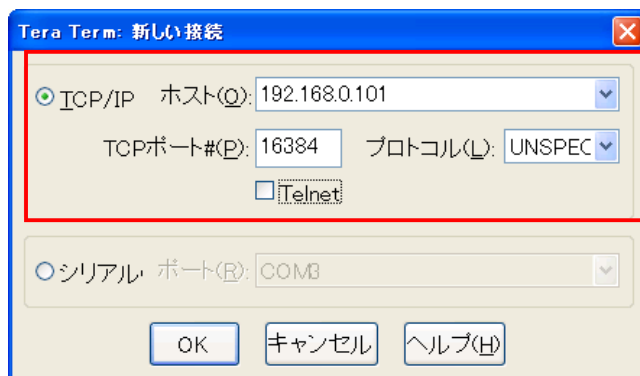 Tera Term: 新しい接続
TCP/IP ホスト(O): 192.168.0.101
TCPポート#(P): 16384 プロトコル(L): UNSPEC
Telnet
シリアル ポート(R): COM3
OK キャンセル ヘルプ(H)